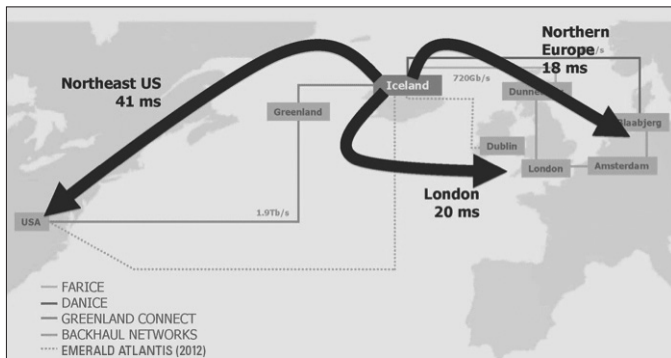 Northern
Europe
18 ms
Northeast US
41 ms
Iceland
720Gb/s
Greenland
Dublin
London
Amsterdam
London
20 ms
USA
1.9Tb/s
FARICE
DANICE
GREENLAND CONNECT
BACKHAUL NETWORKS
EMERALD ATLANTIS (2012)